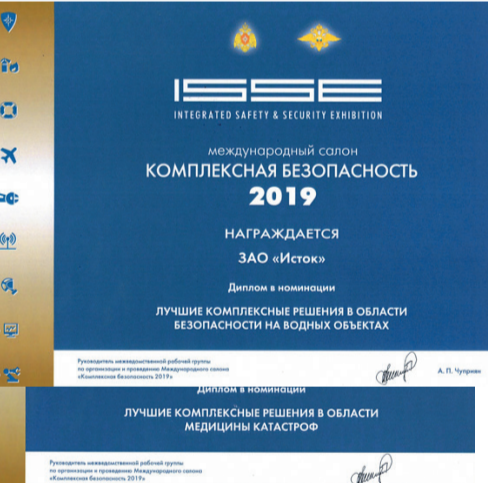 ISSE
INTEGRATED SAFETY & SECURITY EXHIBITION
международный салон
КОМПЛЕКСНАЯ БЕЗОПАСНОСТЬ
2019
НАГРАЖДАЕТСЯ
ЗАО «Исток»
Диплом в номинации
ЛУЧШИЕ КОМПЛЕКСНЫЕ РЕШЕНИЯ В ОБЛАСТИ
БЕЗОПАСНОСТИ НА ВОДНЫХ ОБЪЕКТАХ
Руководитель межведомственной рабочей группы
по организации и проведению Международного салона
«Комплексная безопасность 2019»
А. П. Чуприян
Диплом в номинации
ЛУЧШИЕ КОМПЛЕКСНЫЕ РЕШЕНИЯ В ОБЛАСТИ
МЕДИЦИНЫ КАТАСТРОФ
Руководитель межведомственной рабочей группы
по организации и проведению Международного салона
«Комплексная безопасность 2019»